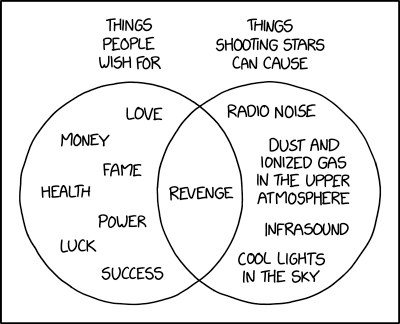 THINGS
PEOPLE
WISH FOR
THINGS
SHOOTING STARS
CAN CAUSE
LOVE
MONEY
FAME
HEALTH
POWER
LUCK
SUCCESS
REVENGE
RADIO NOISE
DUST AND
IONIZED GAS
IN THE UPPER
ATMOSPHERE
INFRASOUND
COOL LIGHTS
IN THE SKY